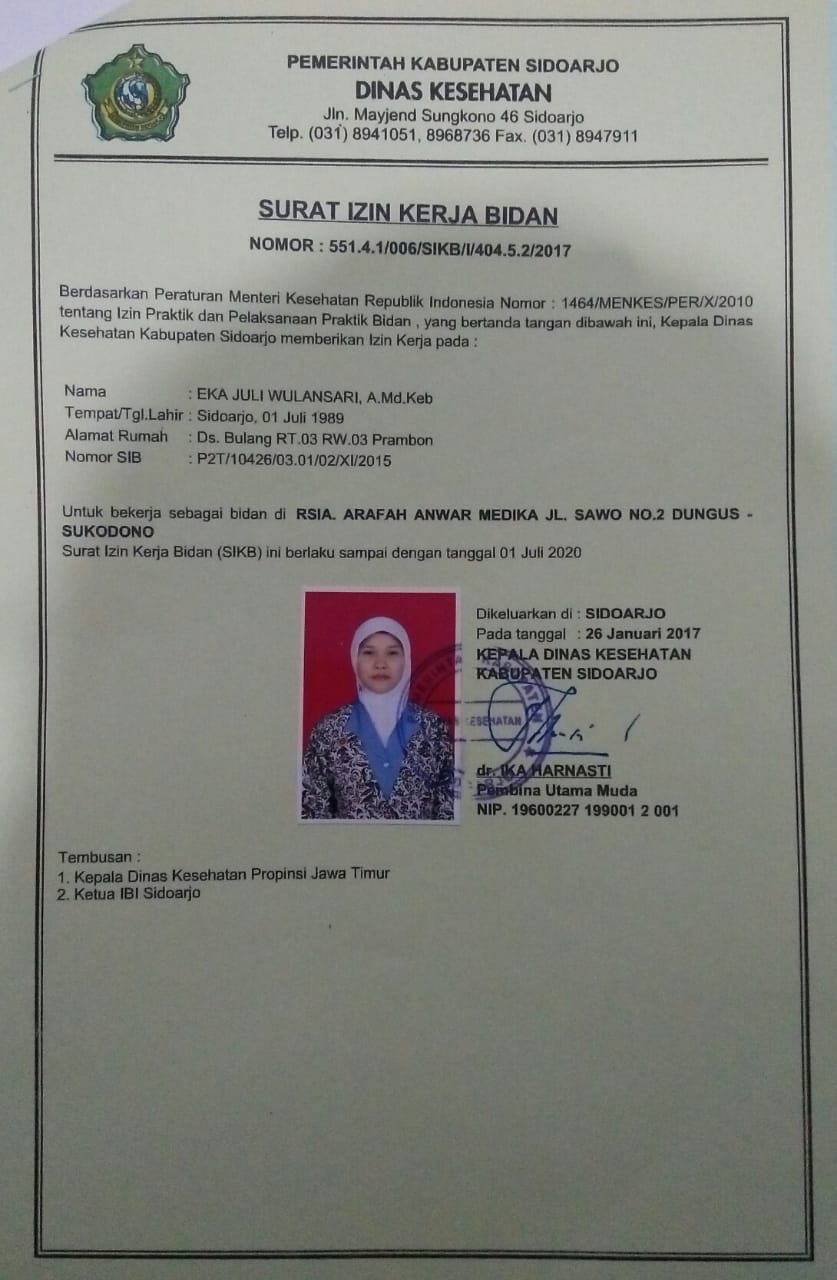 PEMERINTAH KABUPATEN SIDOARJO
DINAS KESEHATAN
Jln. Mayjend Sungkono 46 Sidoarjo
Telp. (031) 8941051, 8968736 Fax. (031) 8947911
SURAT IZIN KERJA BIDAN
NOMOR : 551.4.1/006/SIKB/I/404.5.2/2017
Berdasarkan Peraturan Menteri Kesehatan Republik Indonesia Nomor : 1464/MENKES/PER/X/2010
tentang Izin Praktik dan Pelaksanaan Praktik Bidan , yang bertanda tangan dibawah ini, Kepala Dinas
Kesehatan Kabupaten Sidoarjo memberikan Izin Kerja pada :
Nama : EKA JULI WULANSARI, A.Md.Keb
Tempat/Tgl.Lahir : Sidoarjo, 01 Juli 1989
Alamat Rumah : Ds. Bulang RT.03 RW.03 Prambon
Nomor SIB : P2T/10426/03.01/02/XI/2015
Untuk bekerja sebagai bidan di RSIA. ARAFAH ANWAR MEDIKA JL. SAWO NO.2 DUNGUS -
SUKODONO
Surat Izin Kerja Bidan (SIKB) ini berlaku sampai dengan tanggal 01 Juli 2020
Dikeluarkan di : SIDOARJO
Pada tanggal : 26 Januari 2017
KEPALA DINAS KESEHATAN
KABUPATEN SIDOARJO
dr. IKA HARNASTI
Pembina Utama Muda
NIP. 19600227 199001 2 001
Tembusan :
1. Kepala Dinas Kesehatan Propinsi Jawa Timur
2. Ketua IBI Sidoarjo